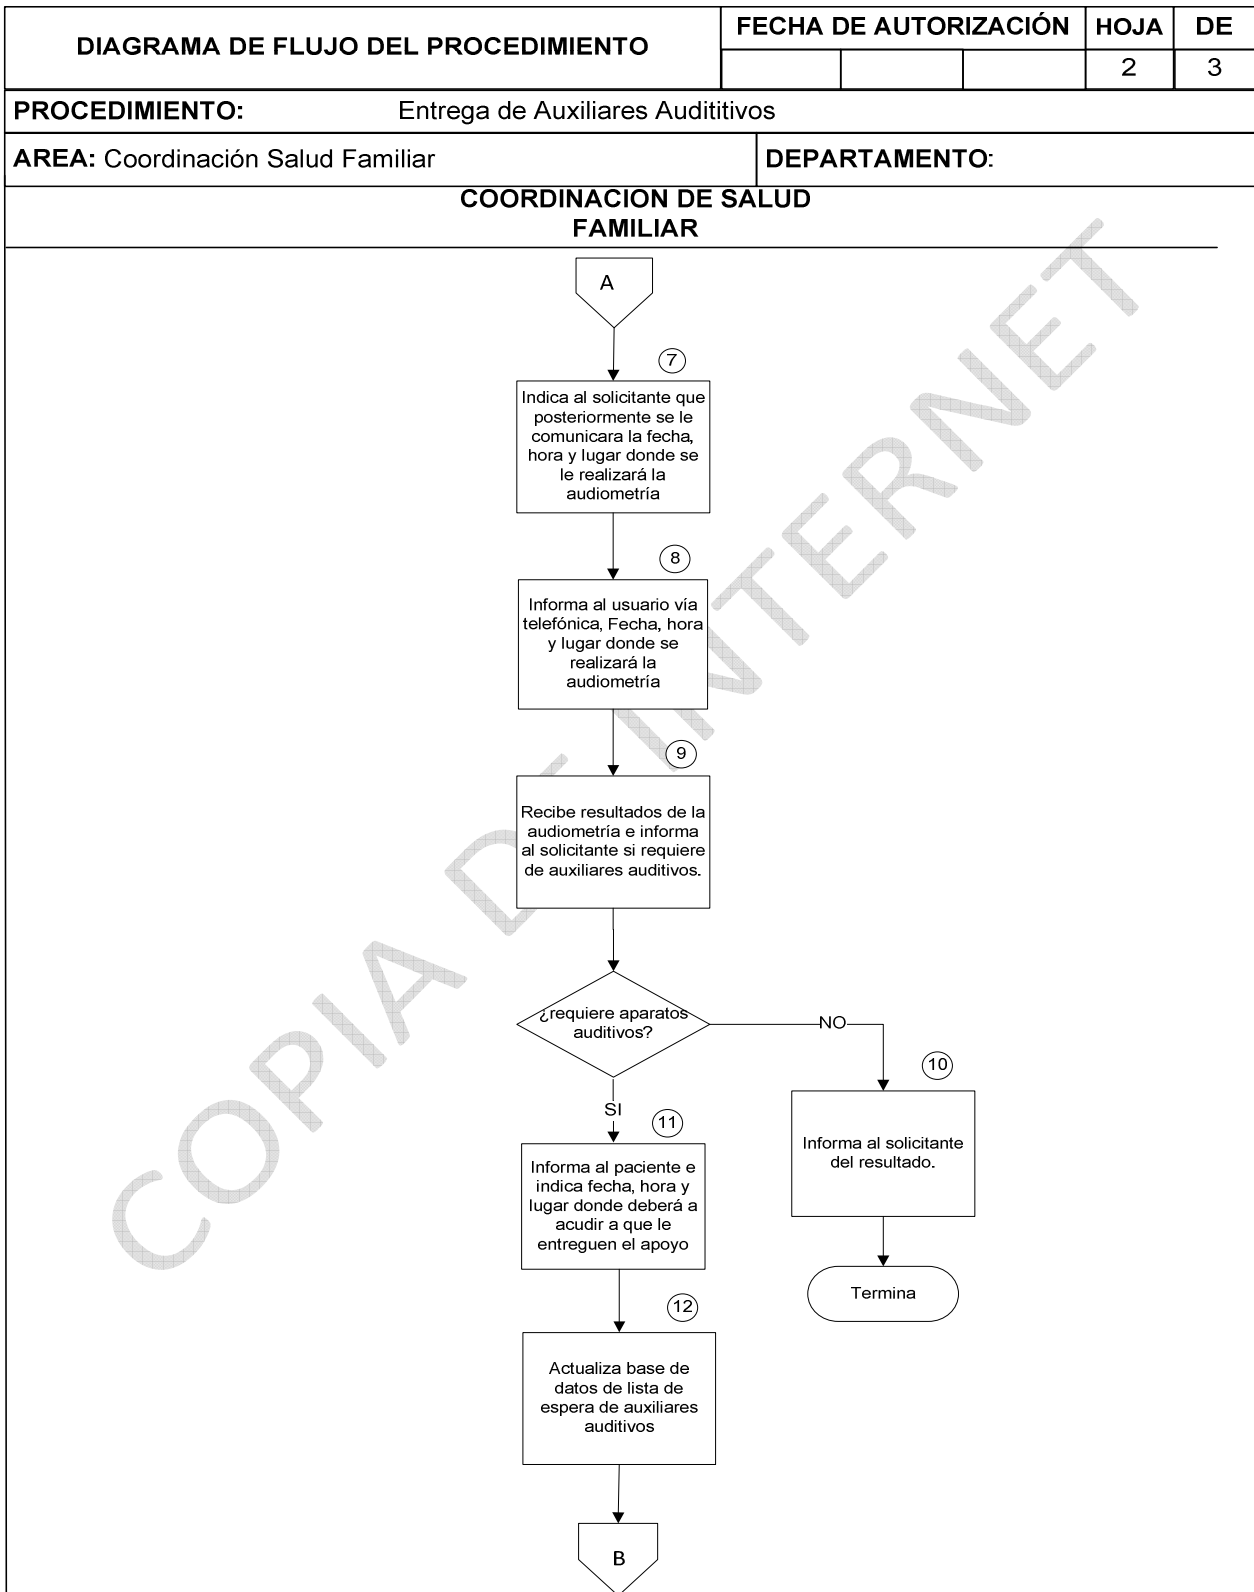 DIAGRAMA DE FLUJO DEL PROCEDIMIENTO
FECHA DE AUTORIZACIÓN
HOJA
DE
2
3
PROCEDIMIENTO: Entrega de Auxiliares Audititivos
AREA: Coordinación Salud Familiar
DEPARTAMENTO:
COORDINACION DE SALUD
FAMILIAR
A
7
Indica al solicitante que
posteriormente se le
comunicara la fecha,
hora y lugar donde se
le realizará la
audiometría
8
Informa al usuario vía
telefónica, Fecha, hora
y lugar donde se
realizará la
audiometría
9
Recibe resultados de la
audiometría e informa
al solicitante si requiere
de auxiliares auditivos.
¿requiere aparatos
auditivos?
NO
10
Informa al solicitante
del resultado.
Termina
SI
11
Informa al paciente e
indica fecha, hora y
lugar donde deberá a
acudir a que le
entreguen el apoyo
12
Actualiza base de
datos de lista de
espera de auxiliares
auditivos
B
COPIA DE INTERNET